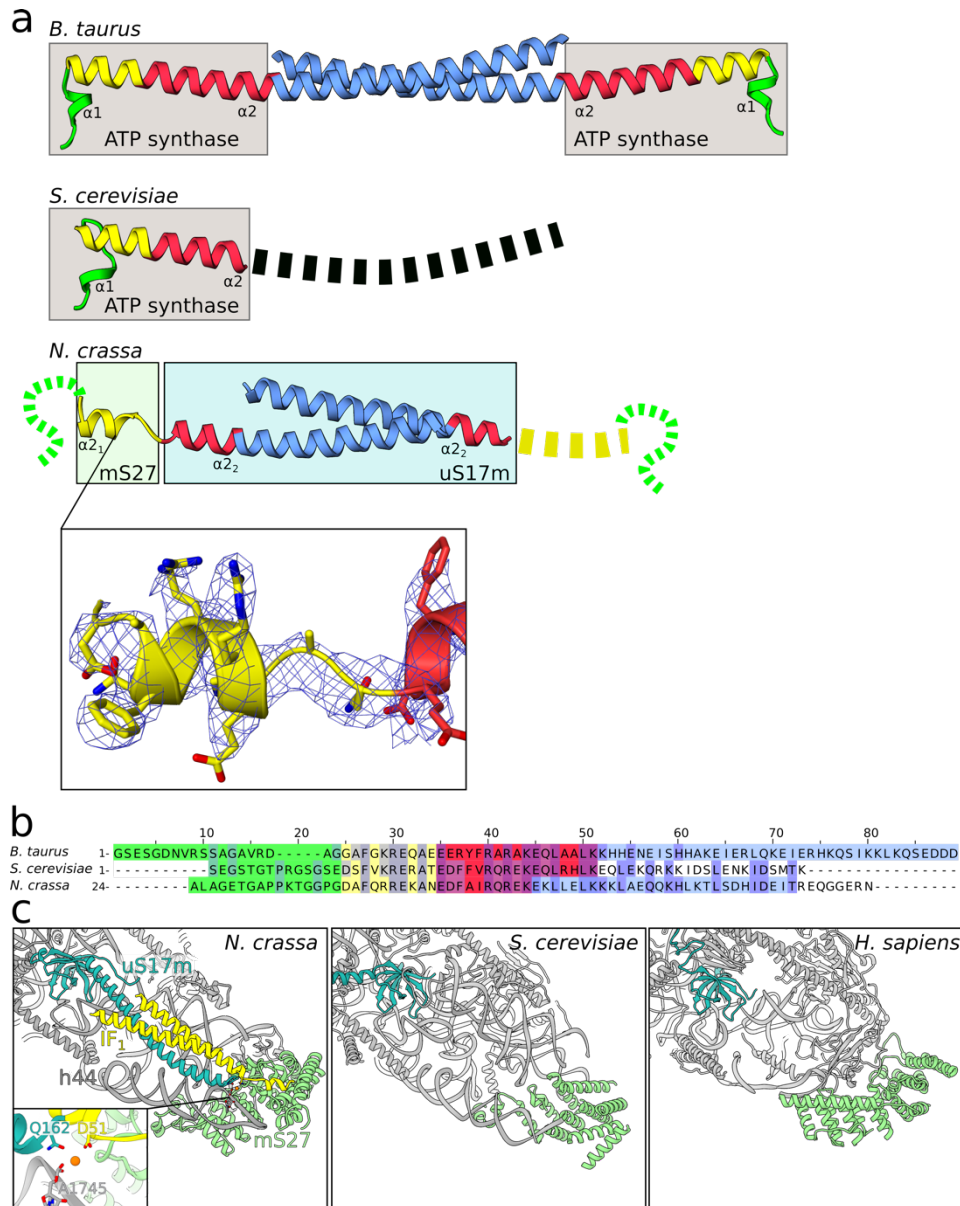 a
B. taurus
α1
α2
ATP synthase
α2
α1
ATP synthase
S. cerevisiae
α1
α2
ATP synthase
N. crassa
α2₁
mS27
α2₂
α2₂
uS17m
b
10 20 30 40 50 60 70 80
B. taurus 1- GSESGDNVRSSAGAVRD-----AGGAFGKREQAEEERYFRARAKEQLAALKKHHENEISHHAKEIERLQKEIERHKQSIKKLKQSEDDD
S. cerevisiae 1- ----------SEGSTGTPRGSGSEDSFVKRERATEDFFVRQREKEQLRHLKEQLEKQRKKIDSLENKIDSMTK----------------
N. crassa 24- --------ALAGETGAPPKTGGPGDAFQRREKANEDFAIRQREKEKLLELKKKLAEQQKHLKTLSDHIDEITREQGGERN---------
c
N. crassa
uS17m
IF₁
h44
mS27
Q162 D51
A1745
S. cerevisiae
H. sapiens